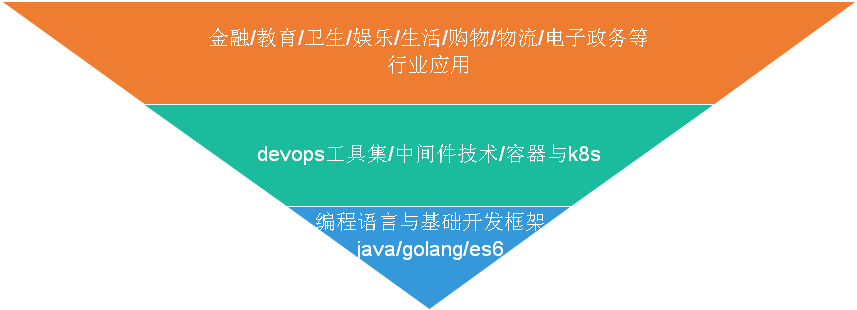 金融/教育/卫生/娱乐/生活/购物/物流/电子政务等
行业应用
devops工具集/中间件技术/容器与k8s
编程语言与基础开发框架
java/golang/es6